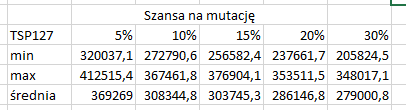 Szansa na mutację
TSP127 5% 10% 15% 20% 30%
min 320037,1 272790,6 256582,4 237661,7 205824,5
max 412515,4 367461,8 376904,1 353511,5 348017,1
średnia 369269 308344,8 303745,3 286146,8 279000,8